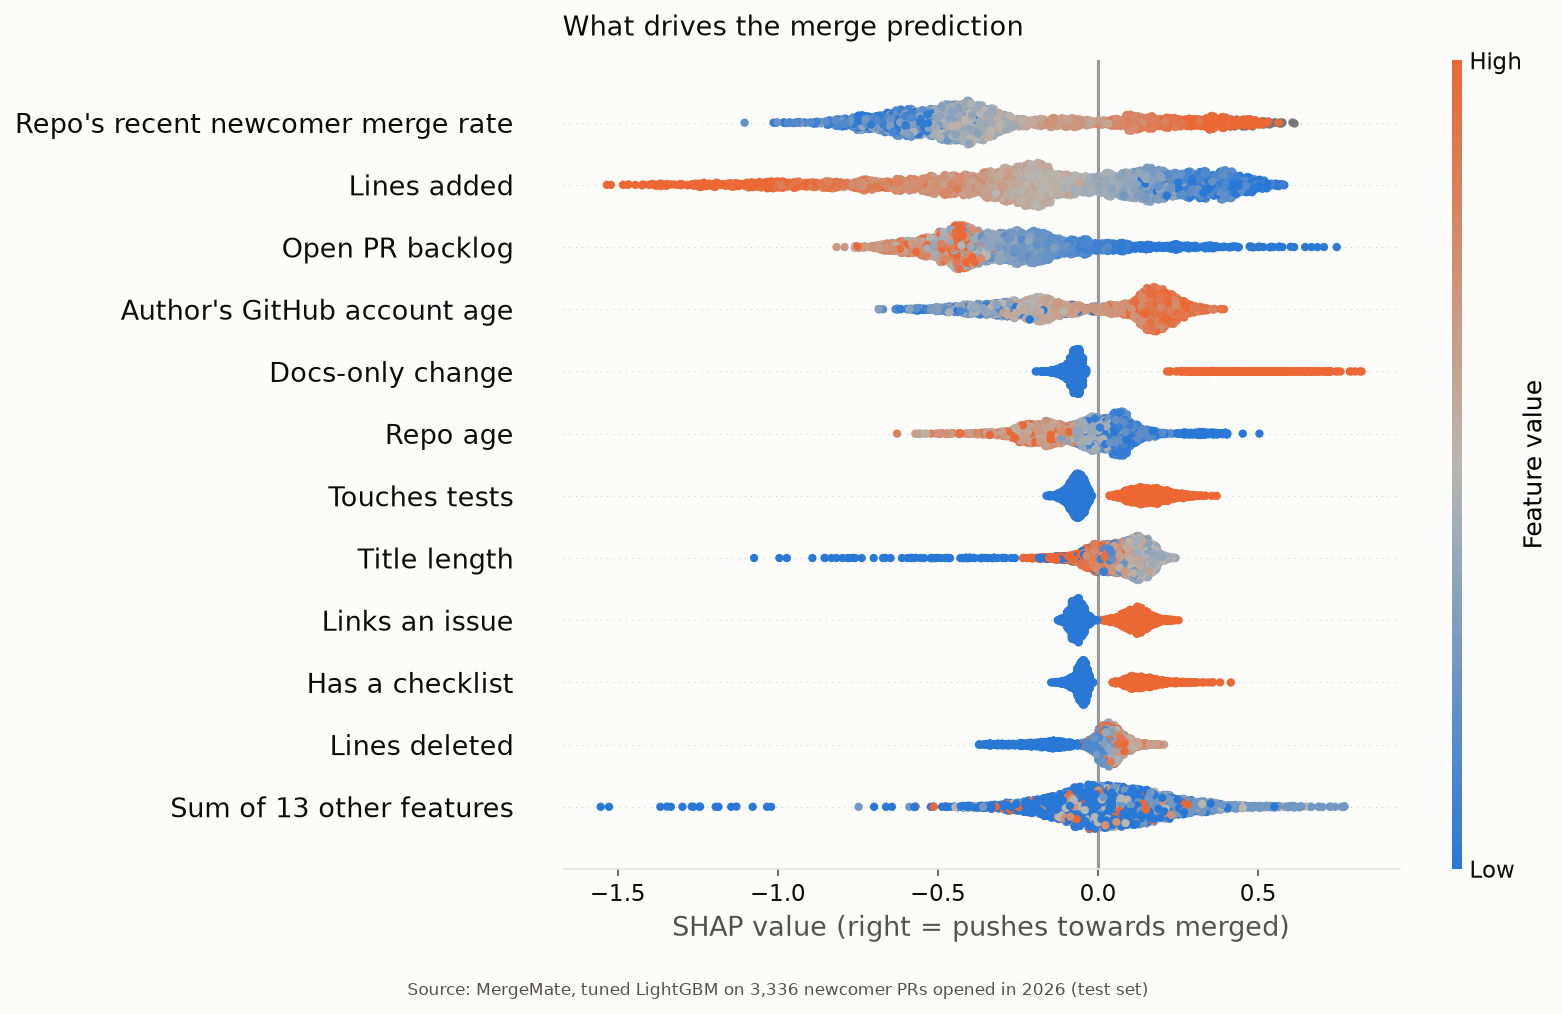 What drives the merge prediction
High
Repo's recent newcomer merge rate
Lines added
Open PR backlog
Author's GitHub account age
Docs-only change
Repo age
Touches tests
Title length
Links an issue
Has a checklist
Lines deleted
Sum of 13 other features
Feature value
Low
−1.5 −1.0 −0.5 0.0 0.5
SHAP value (right = pushes towards merged)
Source: MergeMate, tuned LightGBM on 3,336 newcomer PRs opened in 2026 (test set)